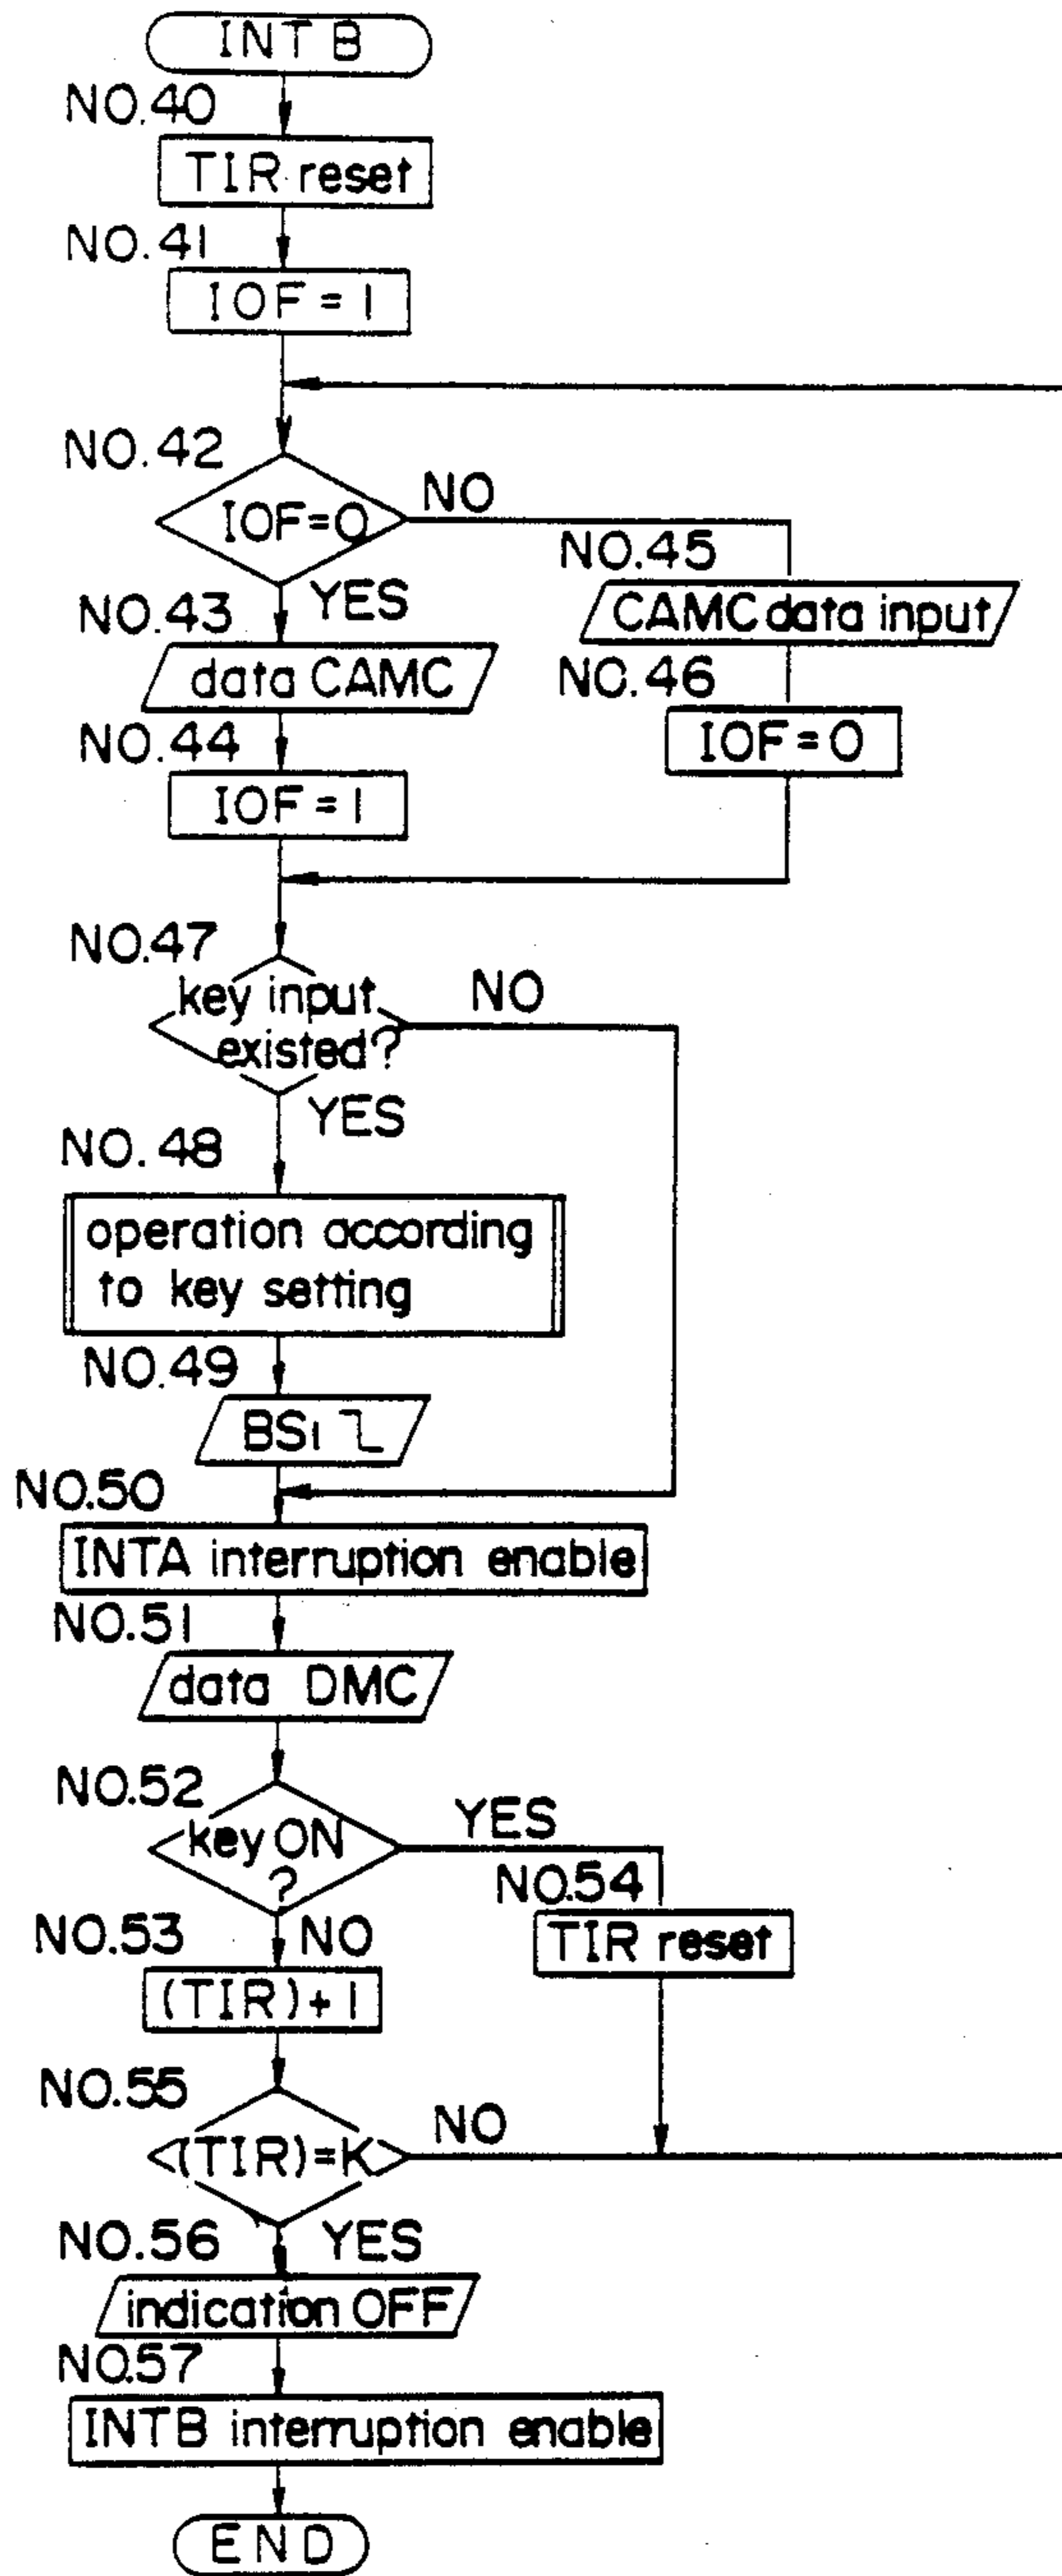 INT B
NO.40
TIR reset
NO.41
IOF = 1
NO.42
IOF=0
NO
YES
NO.45
CAMC data input
NO.43
data CAMC
NO.46
IOF = 0
NO.44
IOF = 1
NO.47
key input
existed?
NO
YES
NO.48
operation according
to key setting
NO.49
BS1
NO.50
INTA interruption enable
NO.51
data DMC
NO.52
key ON
?
YES
NO.54
TIR reset
NO.53
NO
(TIR)+1
NO.55
(TIR)=K
NO
NO.56
YES
indication OFF
NO.57
INTB interruption enable
END